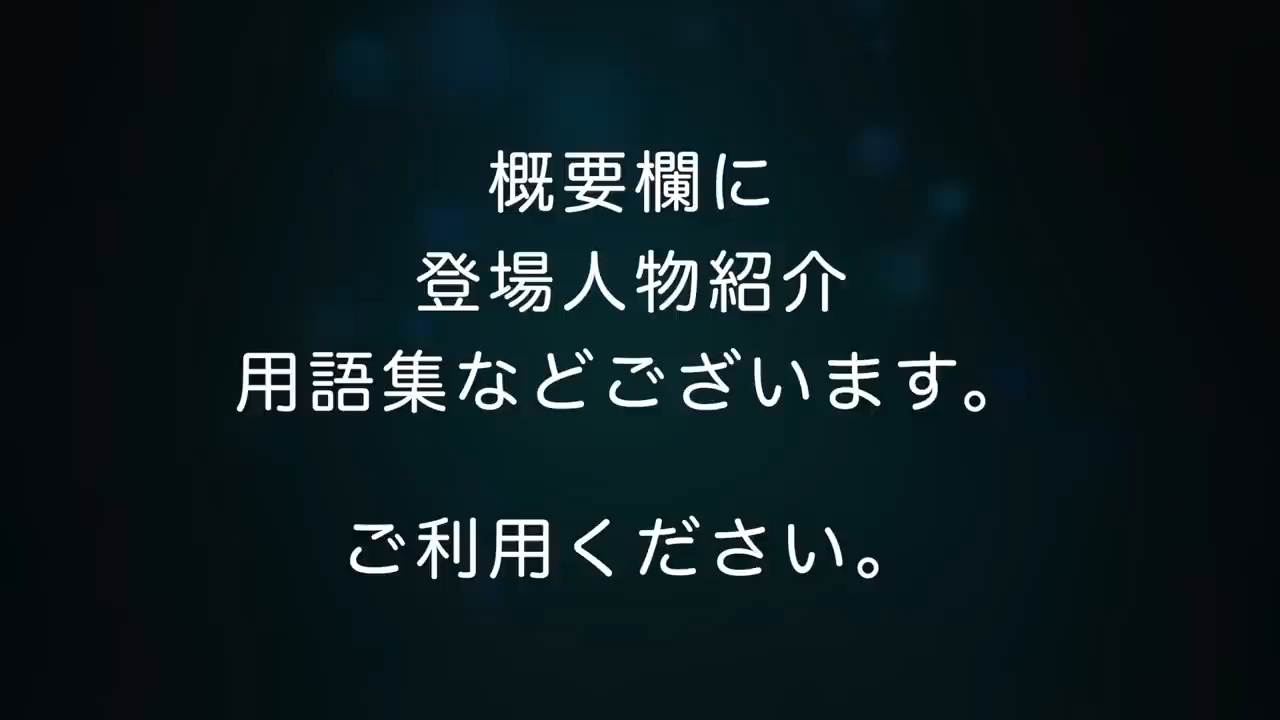 概要欄に
登場人物紹介
用語集などございます。
ご利用ください。